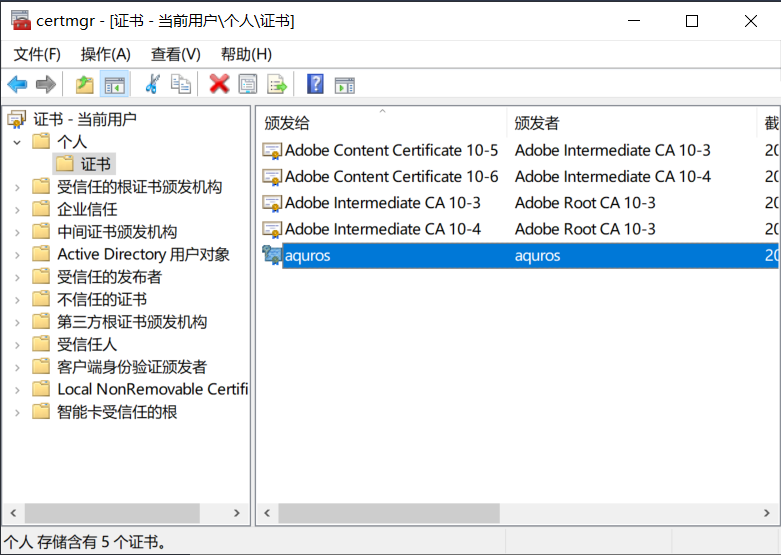 certmgr - [证书 - 当前用户\个人\证书]
文件(F) 操作(A) 查看(V) 帮助(H)
证书 - 当前用户
个人
证书
受信任的根证书颁发机构
企业信任
中间证书颁发机构
Active Directory 用户对象
受信任的发布者
不信任的证书
第三方根证书颁发机构
受信任人
客户端身份验证颁发者
Local NonRemovable Certifi
智能卡受信任的根
颁发给 颁发者 截
Adobe Content Certificate 10-5 Adobe Intermediate CA 10-3 20
Adobe Content Certificate 10-6 Adobe Intermediate CA 10-4 20
Adobe Intermediate CA 10-3 Adobe Root CA 10-3 20
Adobe Intermediate CA 10-4 Adobe Root CA 10-3 20
aquros aquros 20
个人 存储含有 5 个证书。